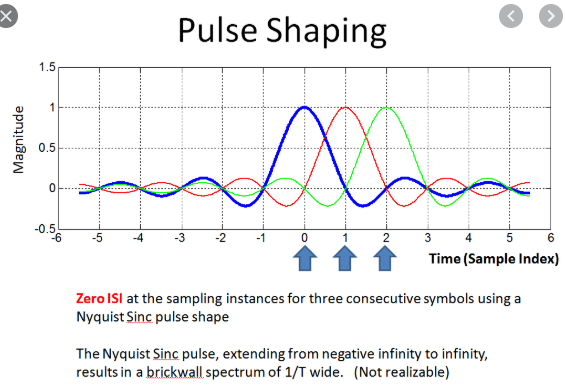 Pulse Shaping
1.5
1
0.5
0
-0.5
Magnitude
-6 -5 -4 -3 -2 -1 0 1 2 3 4 5 6
Time (Sample Index)
Zero ISI at the sampling instances for three consecutive symbols using a
Nyquist Sinc pulse shape
The Nyquist Sinc pulse, extending from negative infinity to infinity,
results in a brickwall spectrum of 1/T wide. (Not realizable)